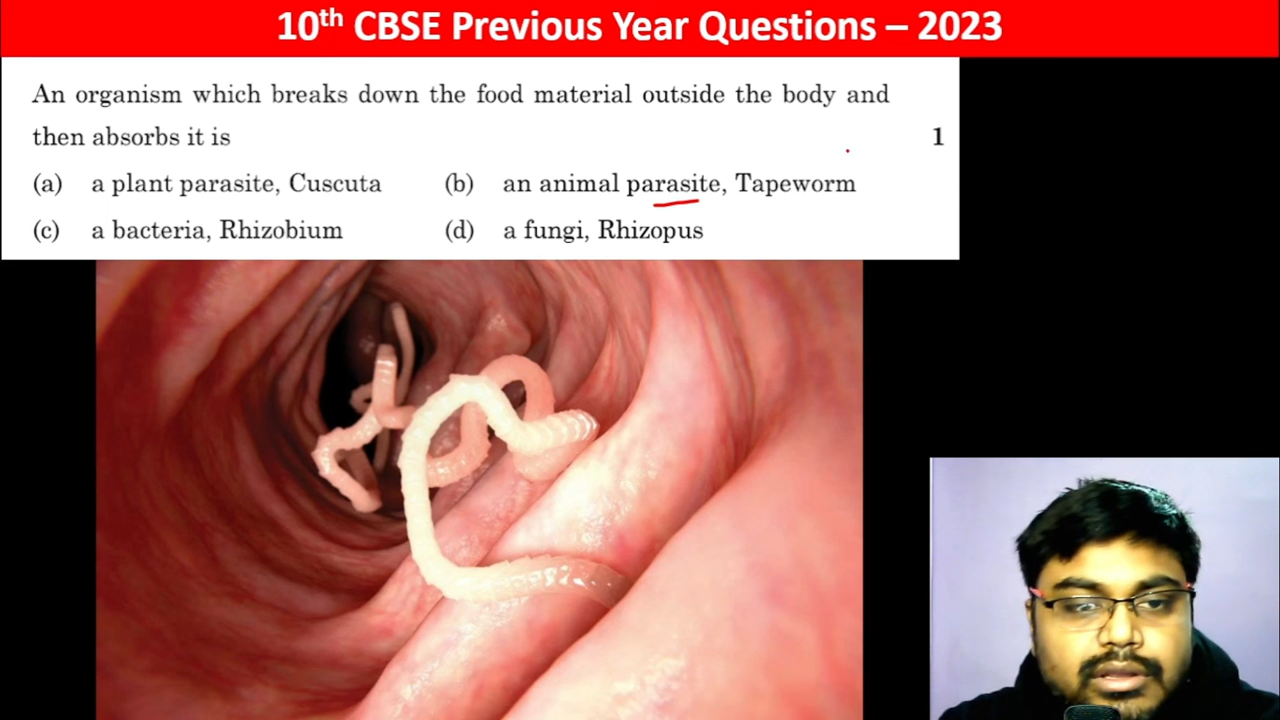 10th CBSE Previous Year Questions – 2023
An organism which breaks down the food material outside the body and
then absorbs it is 1
(a) a plant parasite, Cuscuta (b) an animal parasite, Tapeworm
(c) a bacteria, Rhizobium (d) a fungi, Rhizopus